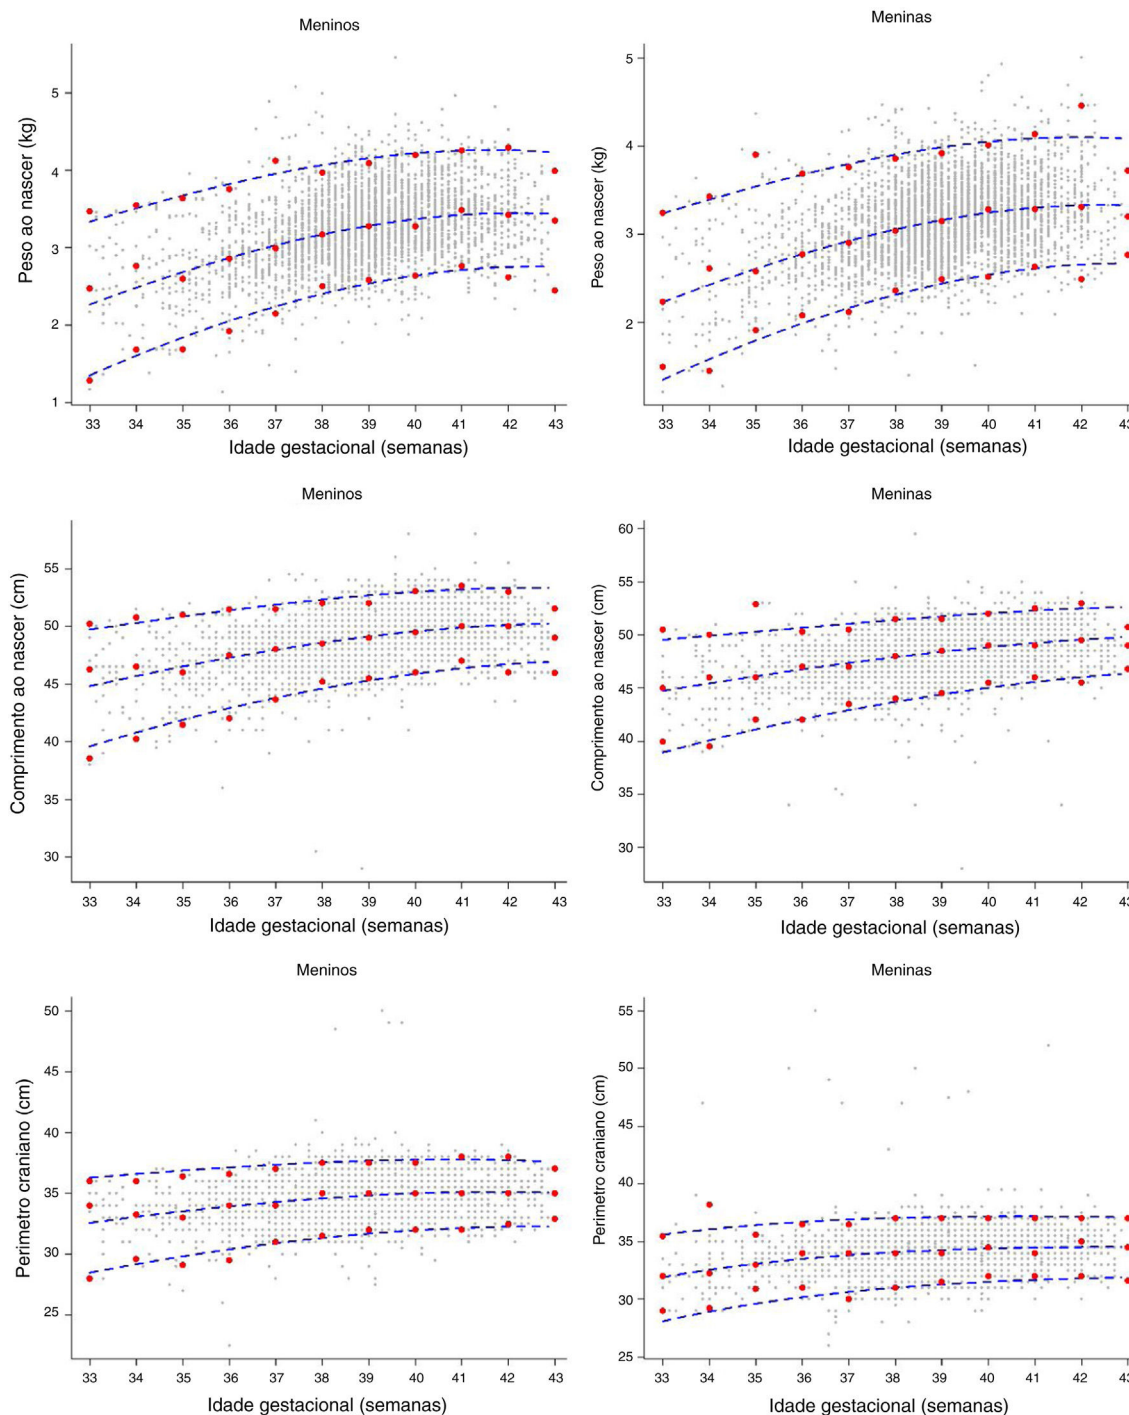 Meninos
Peso ao nascer (kg)
5
4
3
2
1
33 34 35 36 37 38 39 40 41 42 43
Idade gestacional (semanas)
Meninas
Peso ao nascer (kg)
5
4
3
2
33 34 35 36 37 38 39 40 41 42 43
Idade gestacional (semanas)
Meninos
Comprimento ao nascer (cm)
55
50
45
40
35
30
33 34 35 36 37 38 39 40 41 42 43
Idade gestacional (semanas)
Meninas
Comprimento ao nascer (cm)
60
55
50
45
40
35
30
33 34 35 36 37 38 39 40 41 42 43
Idade gestacional (semanas)
Meninos
Perimetro craniano (cm)
50
45
40
35
30
25
33 34 35 36 37 38 39 40 41 42 43
Idade gestacional (semanas)
Meninas
Perimetro craniano (cm)
55
50
45
40
35
30
25
33 34 35 36 37 38 39 40 41 42 43
Idade gestacional (semanas)